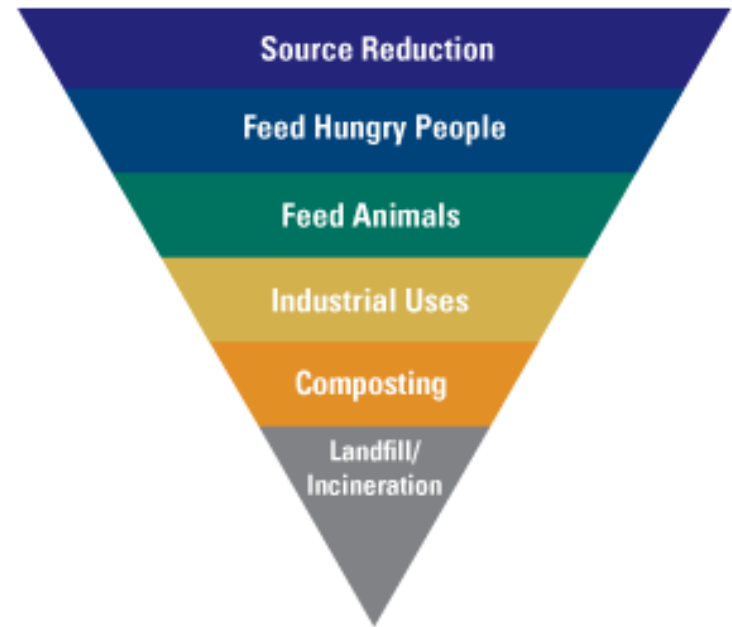 Source Reduction
Feed Hungry People
Feed Animals
Industrial Uses
Composting
Landfill/
Incineration